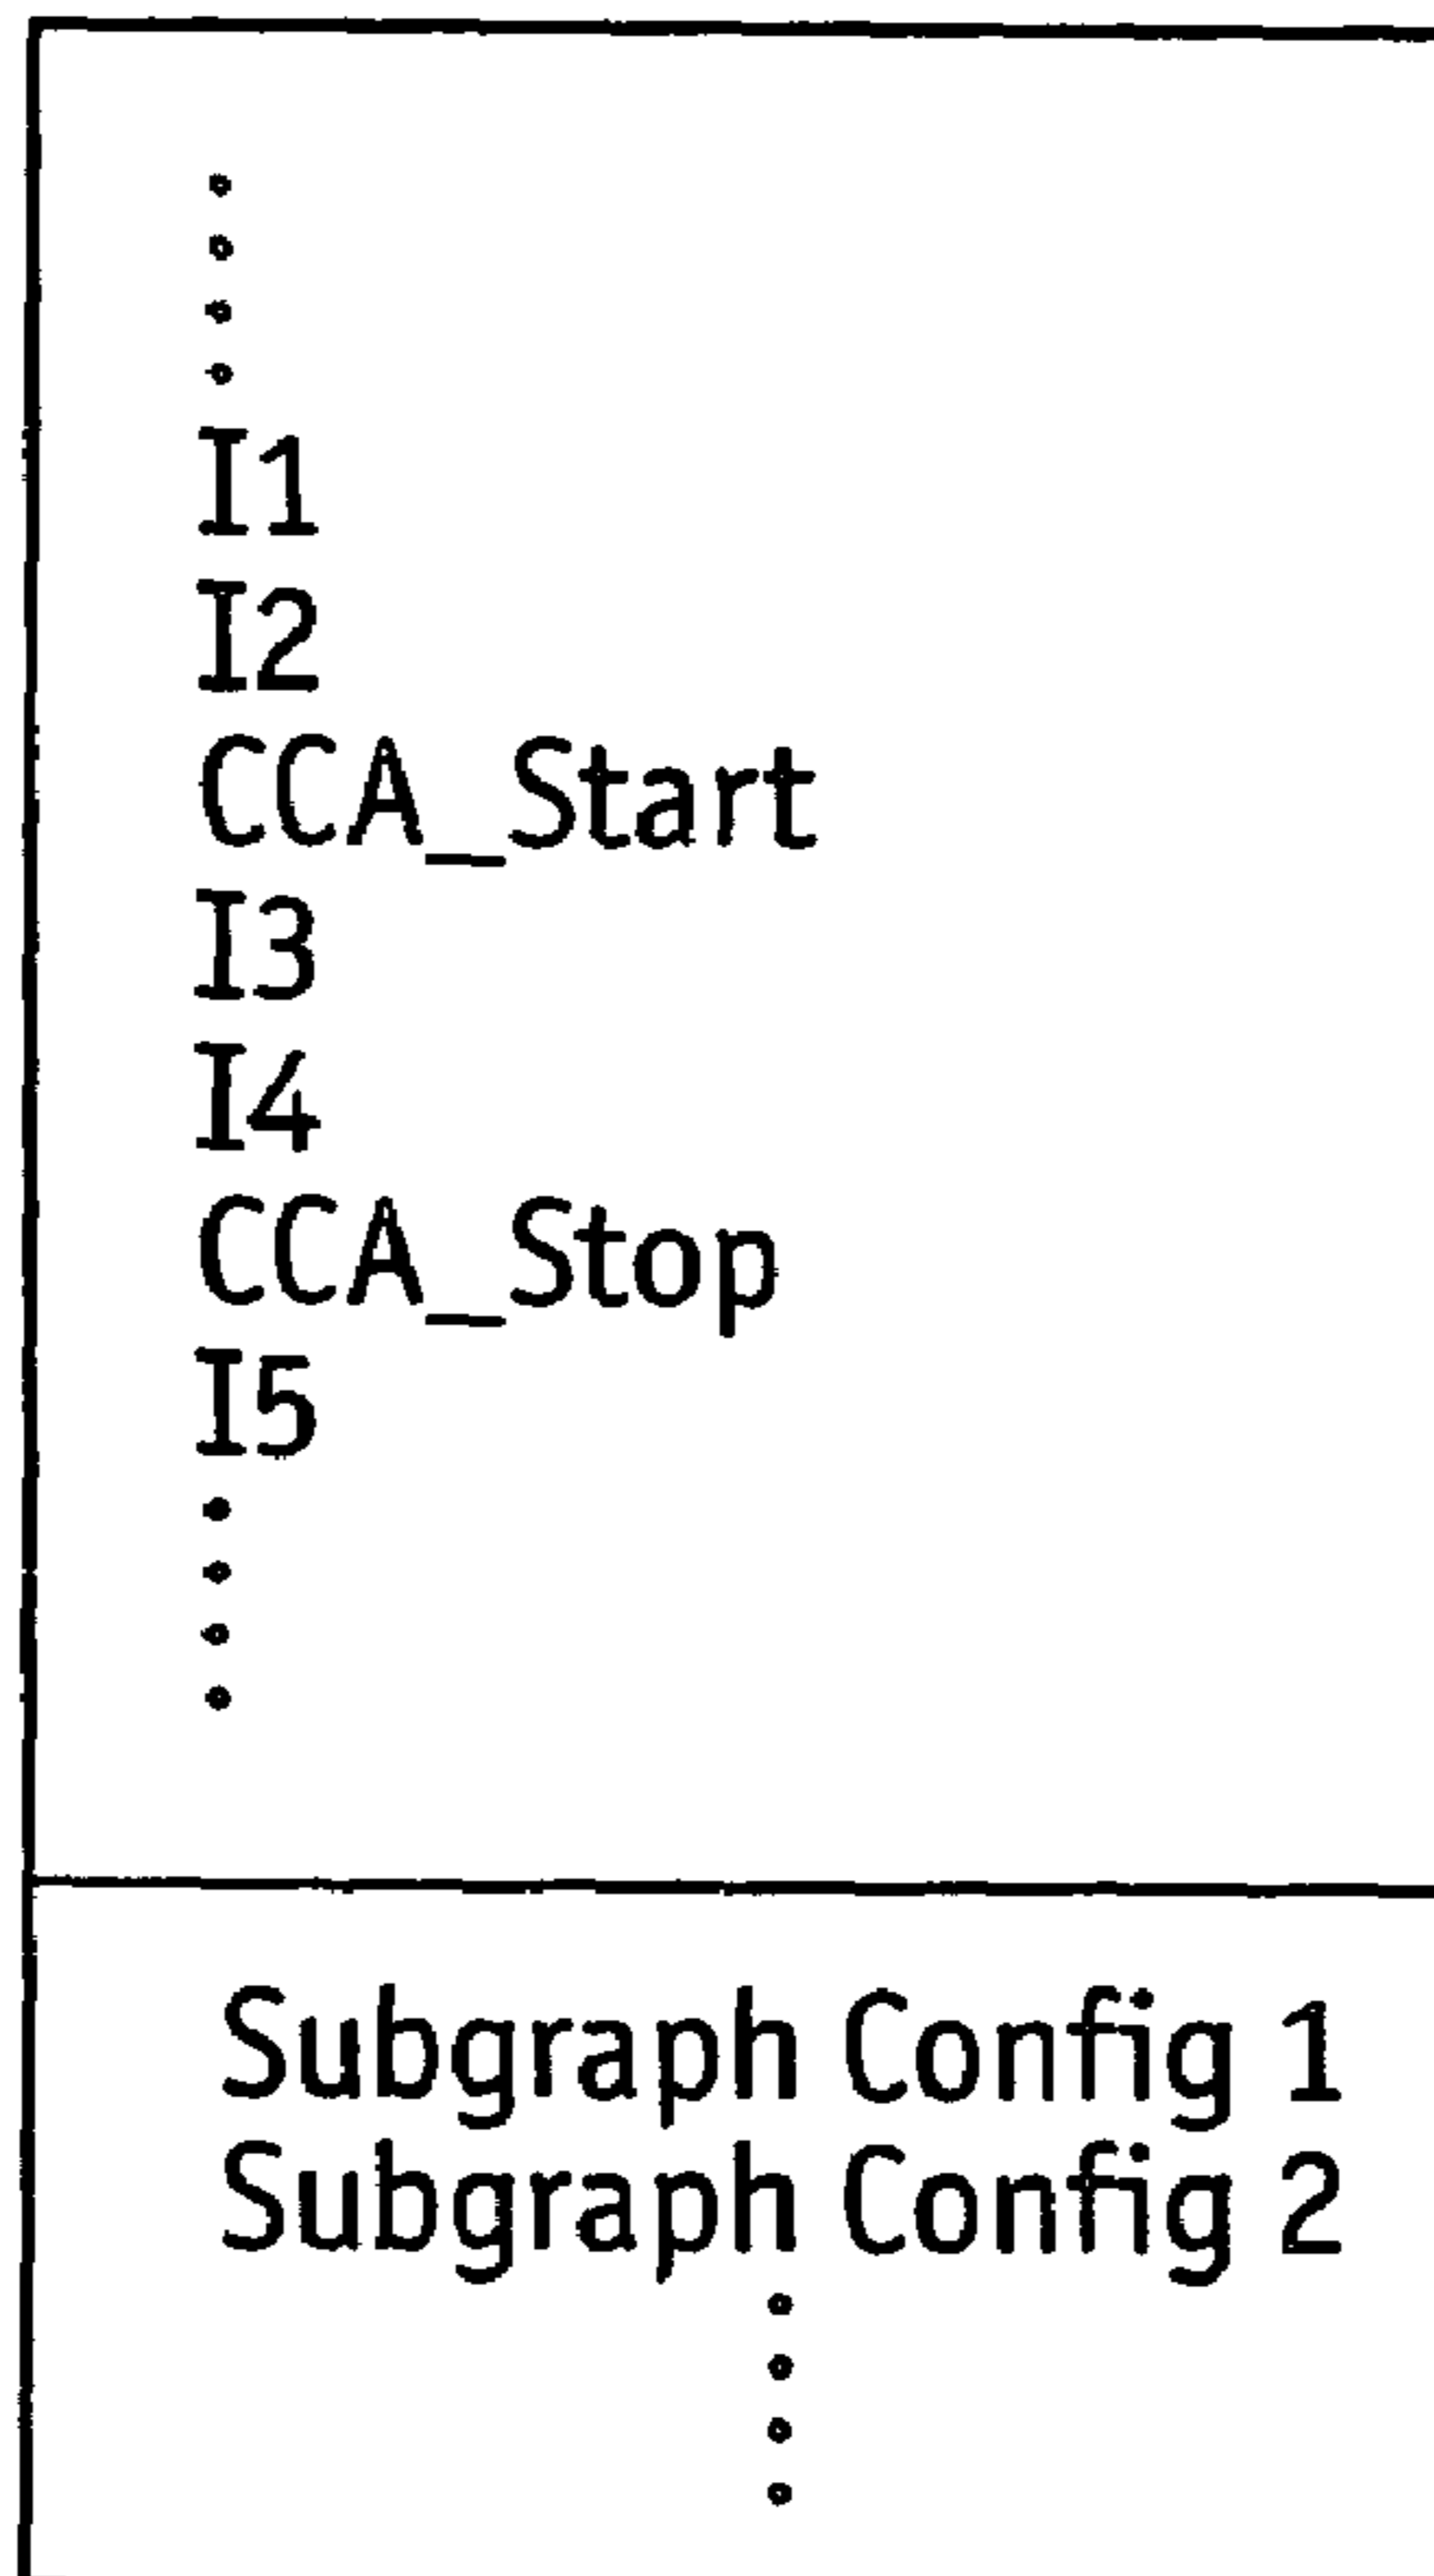 I1
I2
CCA_Start
I3
I4
CCA_Stop
I5
Subgraph Config 1
Subgraph Config 2